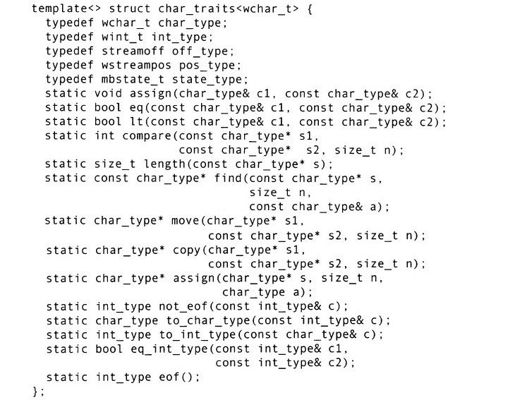 template<> struct char_traits<wchar_t> {
typedef wchar_t char_type;
typedef wint_t int_type;
typedef streamoff off_type;
typedef wstreampos pos_type;
typedef mbstate_t state_type;
static void assign(char_type& c1, const char_type& c2);
static bool eq(const char_type& c1, const char_type& c2);
static bool lt(const char_type& c1, const char_type& c2);
static int compare(const char_type* s1,
const char_type* s2, size_t n);
static size_t length(const char_type* s);
static const char_type* find(const char_type* s,
size_t n,
const char_type& a);
static char_type* move(char_type* s1,
const char_type* s2, size_t n);
static char_type* copy(char_type* s1,
const char_type* s2, size_t n);
static char_type* assign(char_type* s, size_t n,
char_type a);
static int_type not_eof(const int_type& c);
static char_type to_char_type(const int_type& c);
static int_type to_int_type(const char_type& c);
static bool eq_int_type(const int_type& c1,
const int_type& c2);
static int_type eof();
};